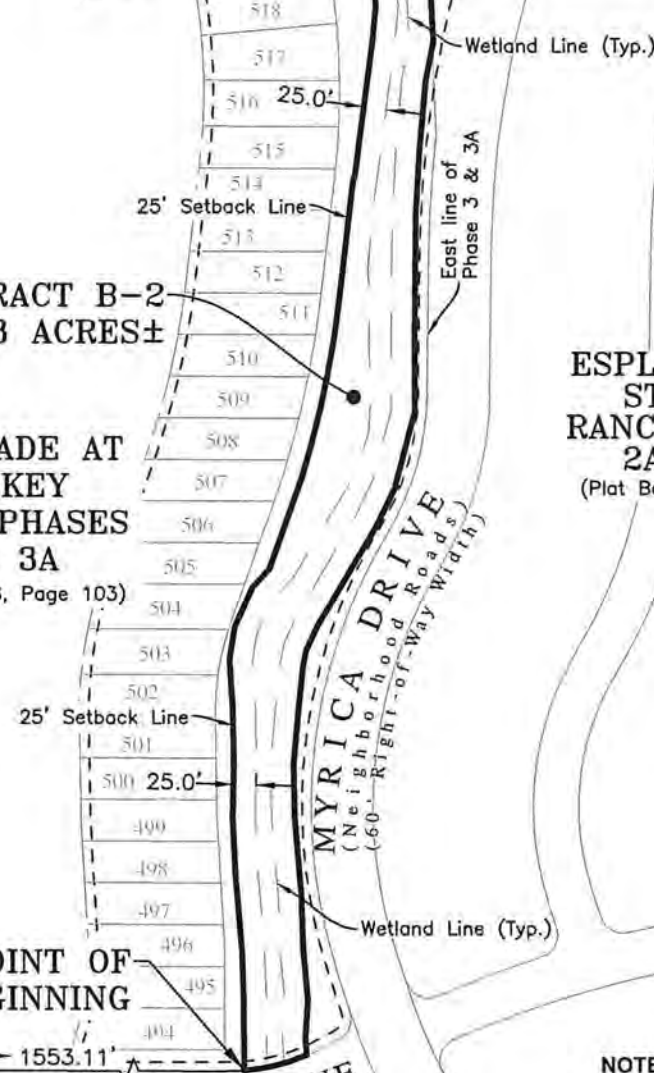 518
Wetland Line (Typ.)
517
516
25.0'
515
514
East line of
Phase 3 & 3A
25' Setback Line
513
512
RACT B-2
511
3 ACRES±
510
509
ESPL
ST
RANC
2A
(Plat Bo
508
ADE AT
KEY
PHASES
3A
, Page 103)
507
506
505
504
503
502
25' Setback Line
501
500
25.0'
499
498
497
496
495
494
MYRICA DRIVE
(Neighborhood Roads)
(60' Right-of-Way Width)
Wetland Line (Typ.)
OINT OF
GINNING
1553.11'
NOTE